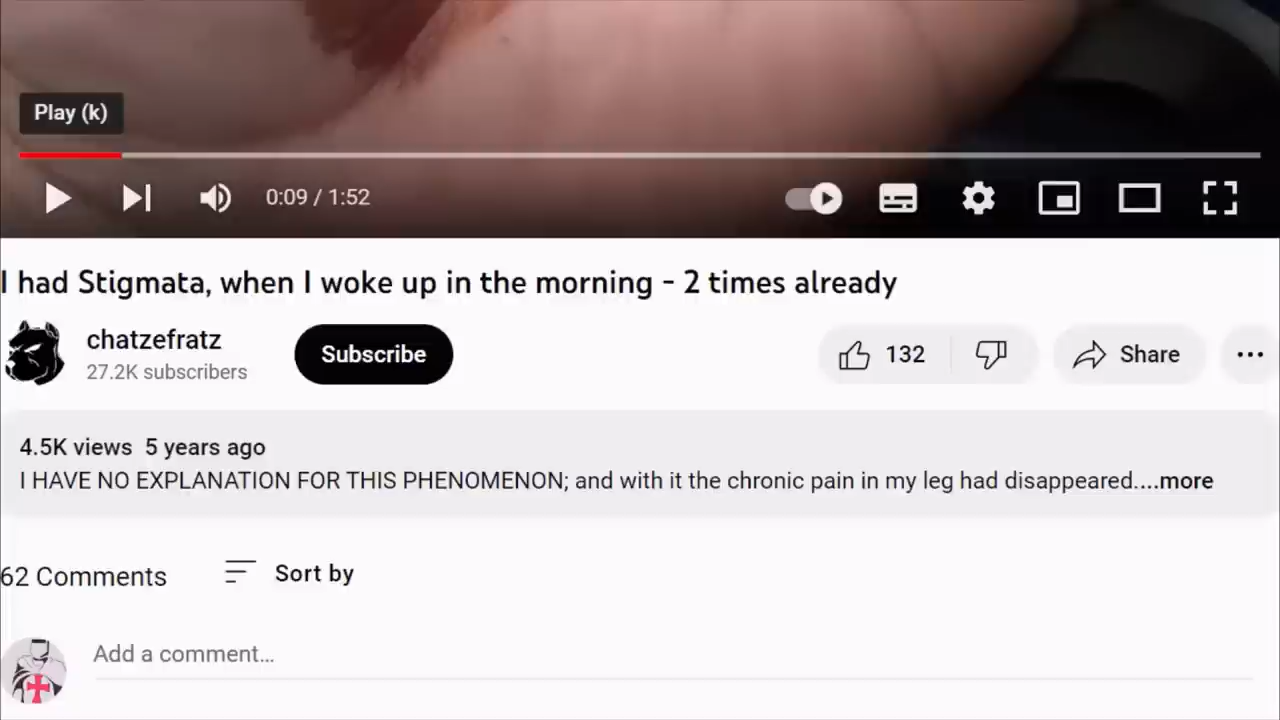 Play (k)
0:09 / 1:52
I had Stigmata, when I woke up in the morning - 2 times already
chatzefratz
27.2K subscribers
Subscribe
132
Share
4.5K views 5 years ago
I HAVE NO EXPLANATION FOR THIS PHENOMENON; and with it the chronic pain in my leg had disappeared....more
62 Comments
Sort by
Add a comment...